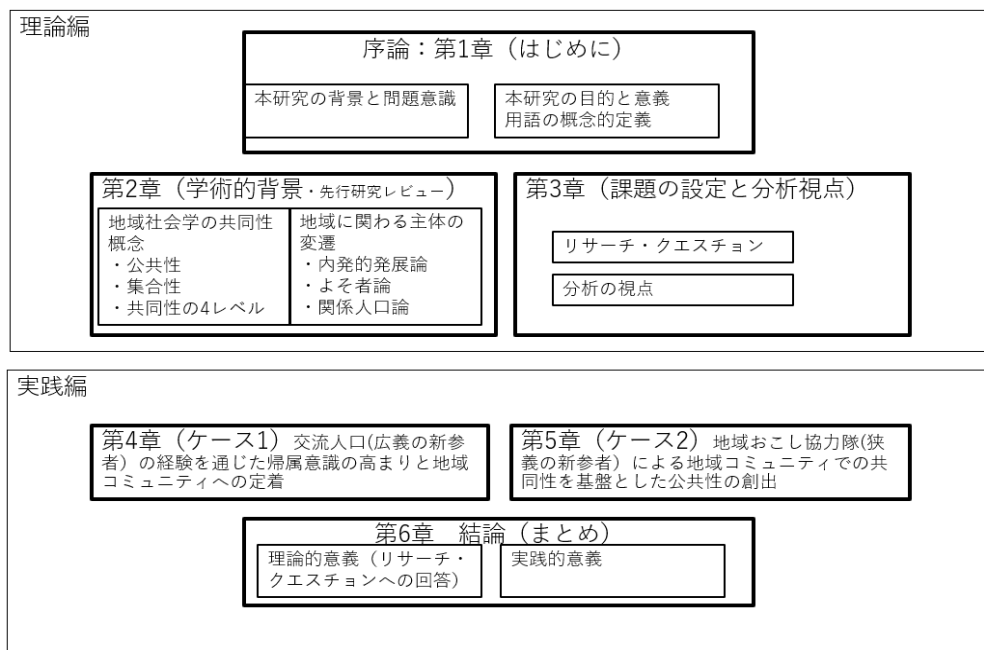 理論編
序論：第1章（はじめに）
本研究の背景と問題意識
本研究の目的と意義
用語の概念的定義
第2章（学術的背景・先行研究レビュー）
地域社会学の共同性
概念
・公共性
・集合性
・共同性の4レベル
地域に関わる主体の
変遷
・内発的発展論
・よそ者論
・関係人口論
第3章（課題の設定と分析視点）
リサーチ・クエスチョン
分析の視点
実践編
第4章（ケース1）交流人口(広義の新参
者）の経験を通じた帰属意識の高まりと地域
コミュニティへの定着
第5章（ケース2）地域おこし協力隊(狭
義の新参者）による地域コミュニティでの共
同性を基盤とした公共性の創出
第6章　結論（まとめ）
理論的意義（リサーチ・
クエスチョンへの回答）
実践的意義